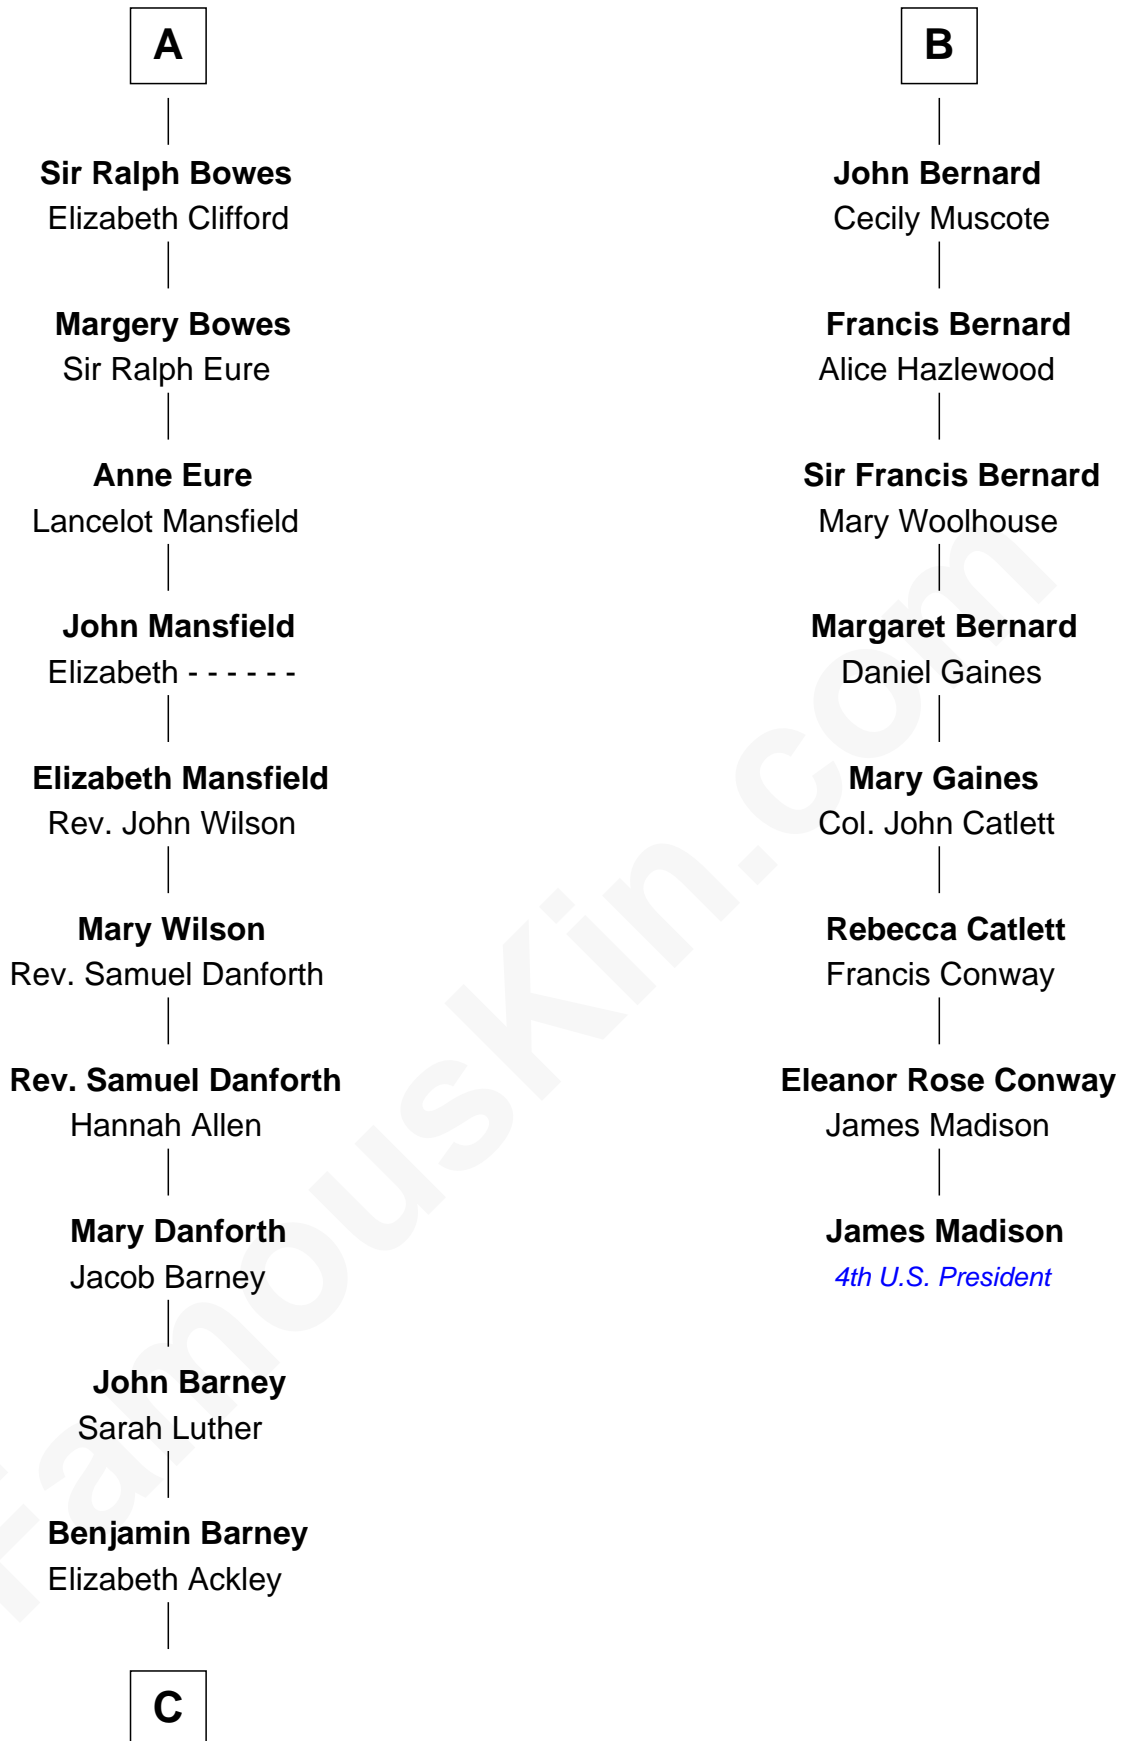 A
Sir Ralph Bowes
Elizabeth Clifford
Margery Bowes
Sir Ralph Eure
Anne Eure
Lancelot Mansfield
John Mansfield
Elizabeth - - - - - -
Elizabeth Mansfield
Rev. John Wilson
Mary Wilson
Rev. Samuel Danforth
Rev. Samuel Danforth
Hannah Allen
Mary Danforth
Jacob Barney
John Barney
Sarah Luther
Benjamin Barney
Elizabeth Ackley
C
B
John Bernard
Cecily Muscote
Francis Bernard
Alice Hazlewood
Sir Francis Bernard
Mary Woolhouse
Margaret Bernard
Daniel Gaines
Mary Gaines
Col. John Catlett
Rebecca Catlett
Francis Conway
Eleanor Rose Conway
James Madison
James Madison
4th U.S. President
FamousKin.com